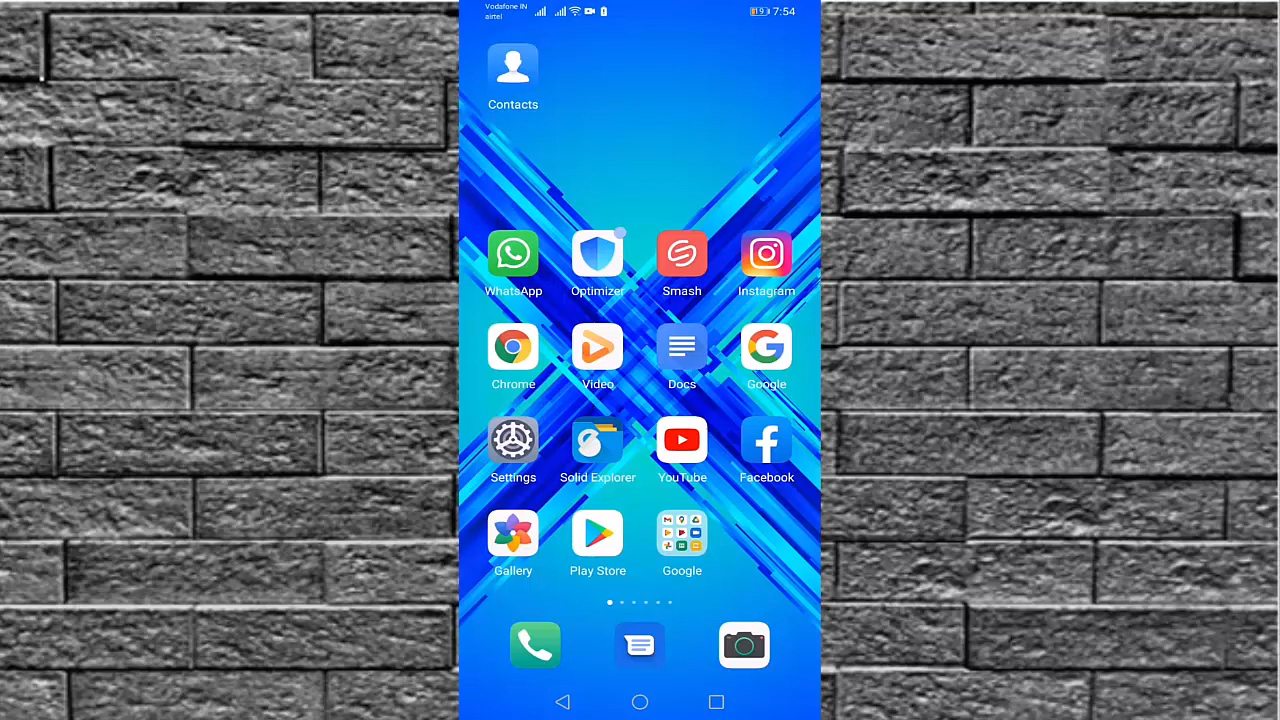 Vodafone IN
airtel
19 7:54
Contacts
WhatsApp Optimizer Smash Instagram
Chrome Video Docs Google
Settings Solid Explorer YouTube Facebook
Gallery Play Store Google